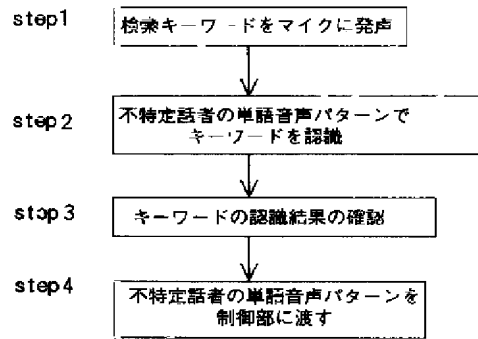 step1
検索キーワードをマイクに発声
step2
不特定話者の単語音声パターンで
キーワードを認識
step3
キーワードの認識結果の確認
step4
不特定話者の単語音声パターンを
制御部に渡す